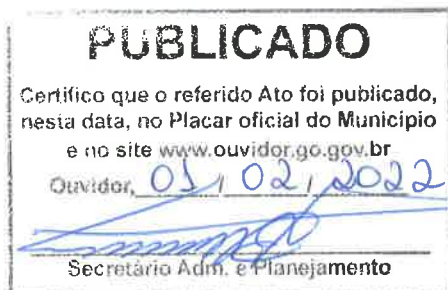 PUBLICADO
Certifico que o referido Ato foi publicado,
nesta data, no Placar oficial do Município
e no site www.ouvidor.go.gov.br
Ouvidor, 01 / 02 / 2022
Secretário Adm. e Planejamento